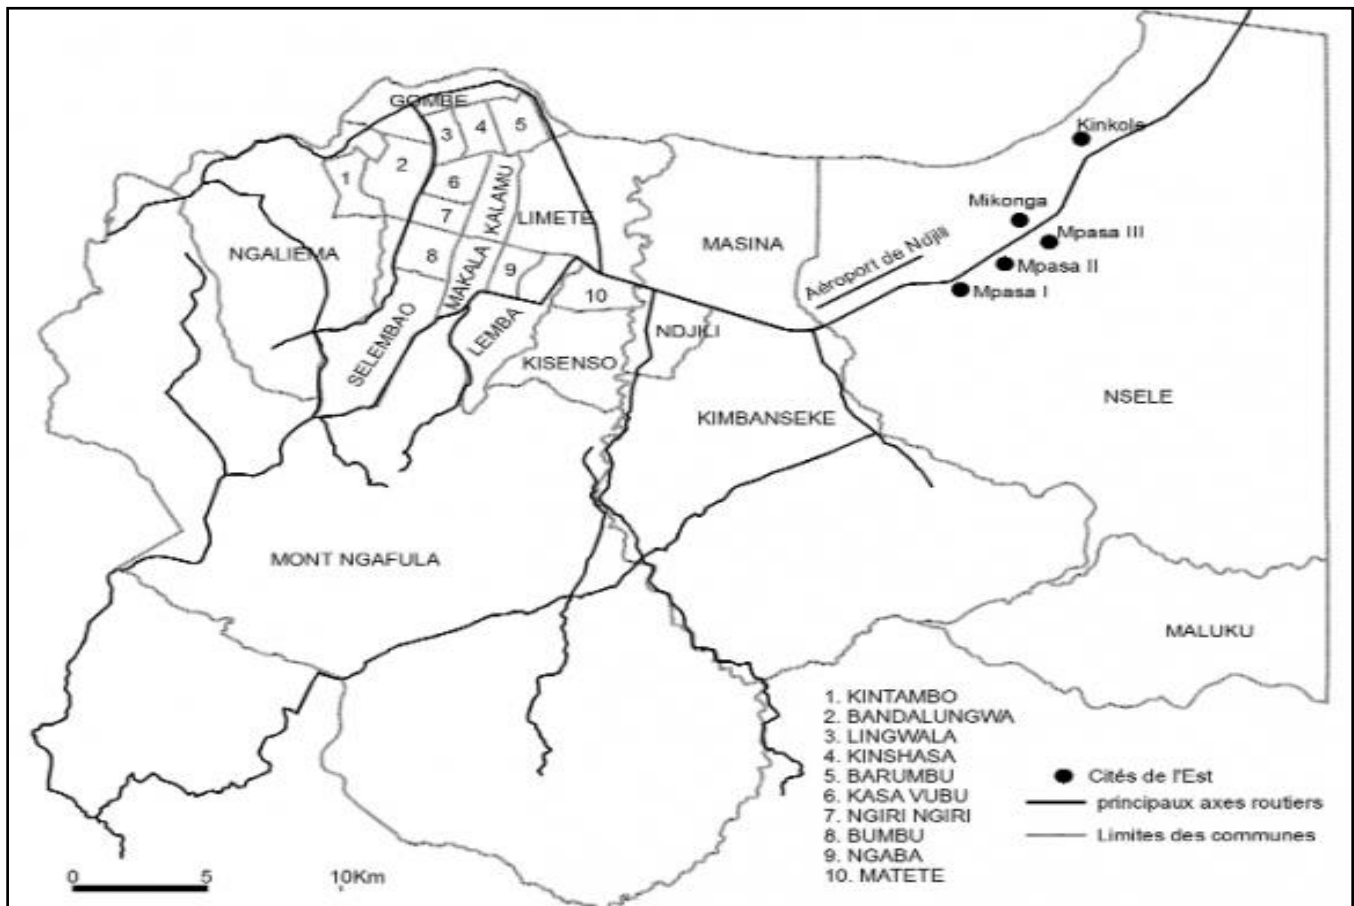 GOMBE
Kinkole
3
4
5
2
1
6
Mikonga
7
KALAMU
LIMETE
Mpasa III
MASINA
NGALIEMA
8
MAKALA
9
Aéroport de Ndjili
Mpasa II
10
Mpasa I
SELEMBAO
LEMBA
NDJILI
KISENSO
NSELE
KIMBANSEKE
MONT NGAFULA
MALUKU
1. KINTAMBO
2. BANDALUNGWA
3. LINGWALA
4. KINSHASA
5. BARUMBU
6. KASA VUBU
7. NGIRI NGIRI
8. BUMBU
9. NGABA
10. MATETE
Cités de l'Est
principaux axes routiers
Limites des communes
0 5 10Km